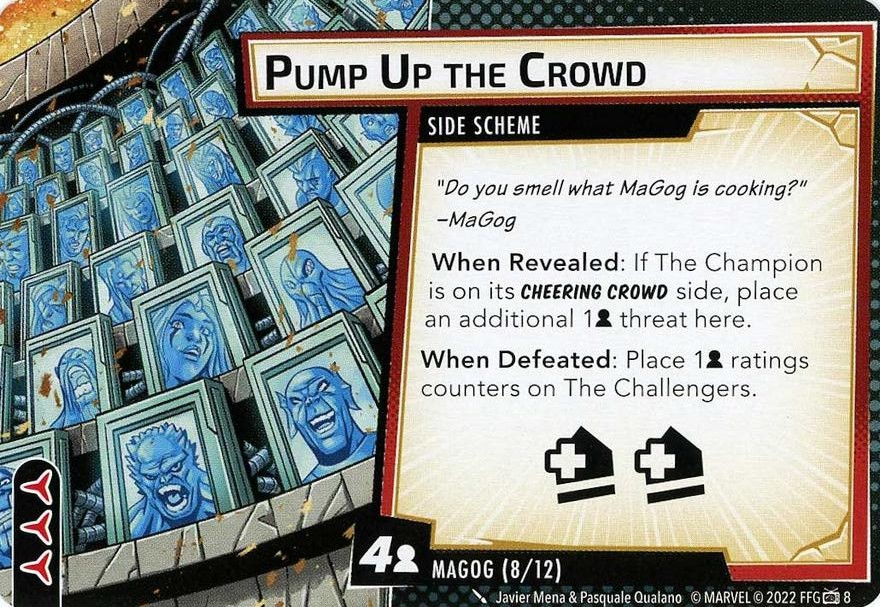 PUMP UP THE CROWD
SIDE SCHEME
"Do you smell what MaGog is cooking?"
–MaGog
When Revealed: If The Champion
is on its CHEERING CROWD side, place
an additional 1 threat here.
When Defeated: Place 1 ratings
counters on The Challengers.
4
MAGOG (8/12)
Javier Mena & Pasquale Qualano © MARVEL © 2022 FFG 8